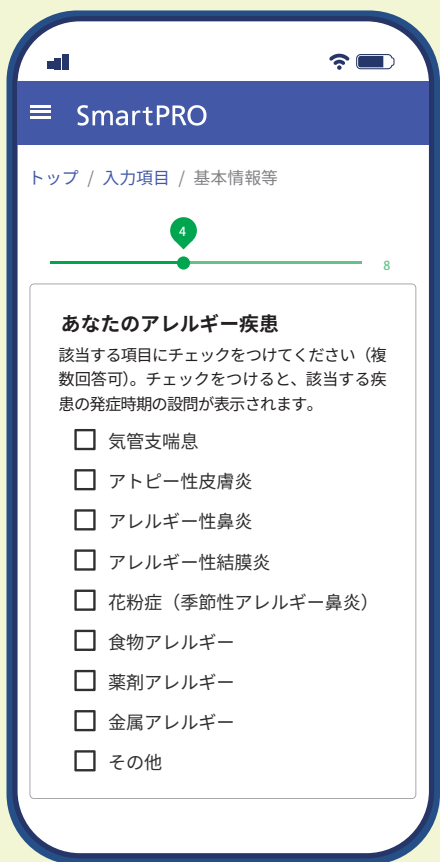 SmartPRO
トップ / 入力項目 / 基本情報等
4
8
あなたのアレルギー疾患
該当する項目にチェックをつけてください（複
数回答可）。チェックをつけると、該当する疾
患の発症時期の設問が表示されます。
気管支喘息
アトピー性皮膚炎
アレルギー性鼻炎
アレルギー性結膜炎
花粉症（季節性アレルギー鼻炎）
食物アレルギー
薬剤アレルギー
金属アレルギー
その他